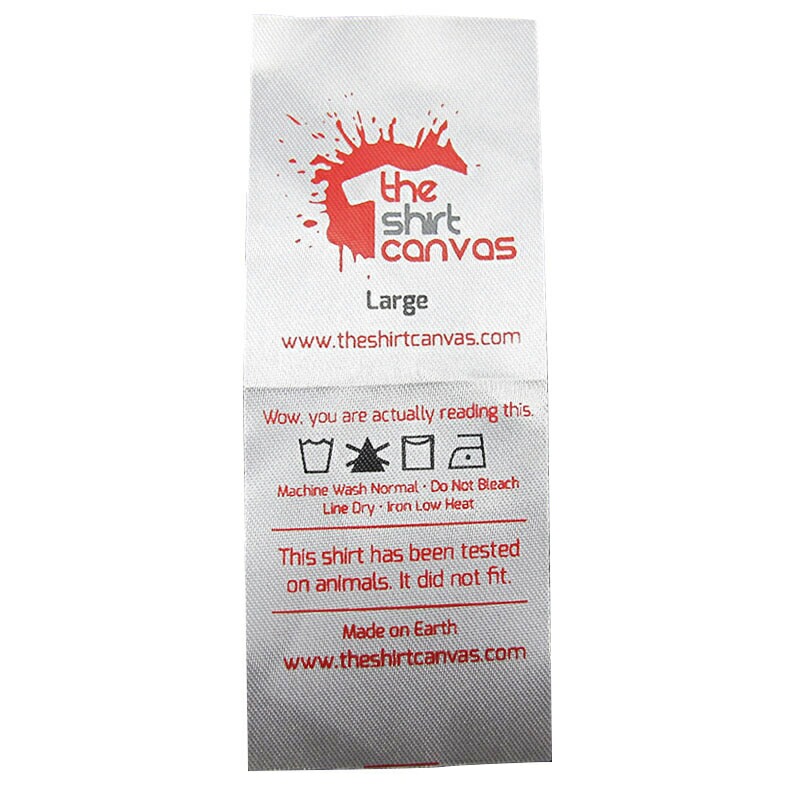 the
shirt
canvas
Large
www.theshirtcanvas.com
Wow, you are actually reading this.
Machine Wash Normal · Do Not Bleach
Line Dry · Iron Low Heat
This shirt has been tested
on animals. It did not fit.
Made on Earth
www.theshirtcanvas.com